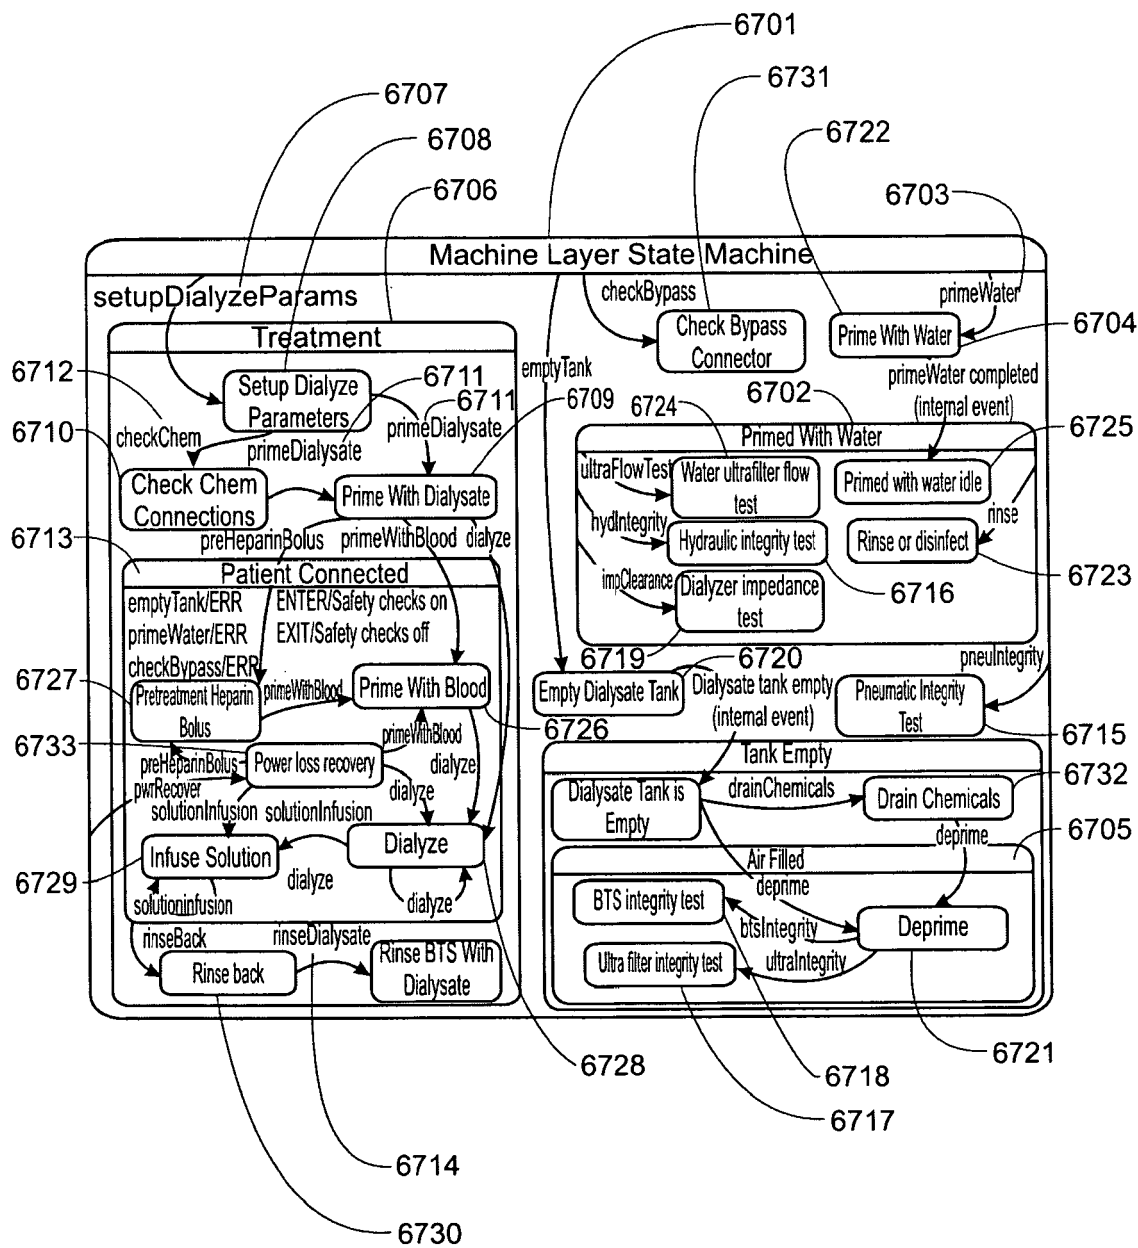 6701
6731
6707
6722
6708
6706
6703
Machine Layer State Machine
setupDialyzeParams
checkBypass
primeWater
Treatment
Check Bypass
Connector
Prime With Water
6704
6712
emptyTank
Setup Dialyze
Parameters
6711
6711
6709
6724
6702
primeWater completed
(internal event)
6710
checkChem
primeDialysate
primeDialysate
Primed With Water
6725
Check Chem
Connections
Prime With Dialysate
ultraFlowTest
Water ultrafilter flow
test
Primed with water idle
rinse
6713
preHeparinBolus
primeWithBlood
dialyze
hydIntegrity
Hydraulic integrity test
Rinse or disinfect
Patient Connected
impClearance
Dialyzer impedance
test
6716
6723
emptyTank/ERR
ENTER/Safety checks on
primeWater/ERR
EXIT/Safety checks off
checkBypass/ERR
6719
6720
pneuIntegrity
6727
Pretreatment Heparin
Bolus
primeWithBlood
Prime With Blood
Empty Dialysate Tank
Dialysate tank empty
(internal event)
Pneumatic Integrity
Test
6733
primeWithBlood
6726
6715
preHeparinBolus
Power loss recovery
dialyze
Tank Empty
6732
pwrRecover
solutionInfusion
solutionInfusion
dialyze
Dialysate Tank is
Empty
drainChemicals
Drain Chemicals
deprime
6705
Infuse Solution
Dialyze
Air Filled
6729
dialyze
deprime
solutioninfusion
dialyze
BTS integrity test
btsIntegrity
Deprime
rinseBack
rinseDialysate
Rinse back
Rinse BTS With
Dialysate
Ultra filter integrity test
ultraIntegrity
6728
6718
6721
6717
6714
6730